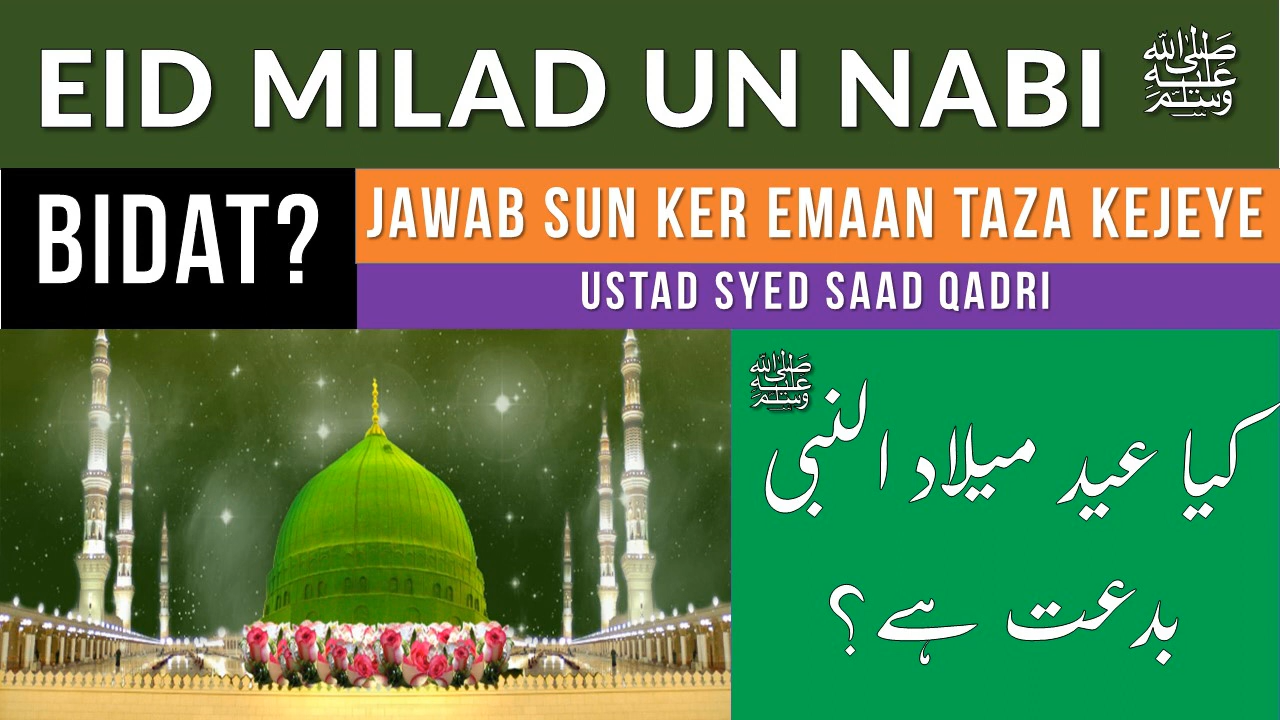 EID MILAD UN NABI ﷺ
BIDAT?
JAWAB SUN KER EMAAN TAZA KEJEYE
USTAD SYED SAAD QADRI
کیا عید میلاد النبی ﷺ
بدعت ہے؟